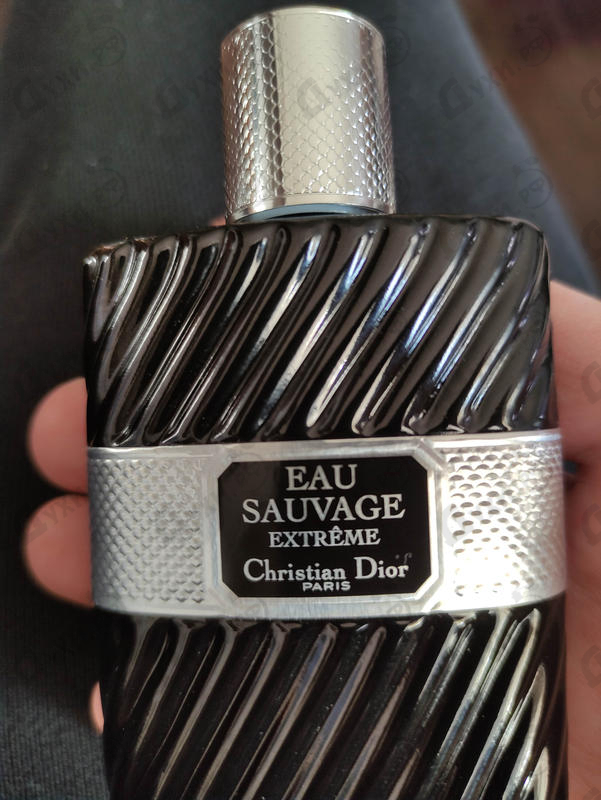 EAU
SAUVAGE
EXTRÊME
Christian Dior
PARIS